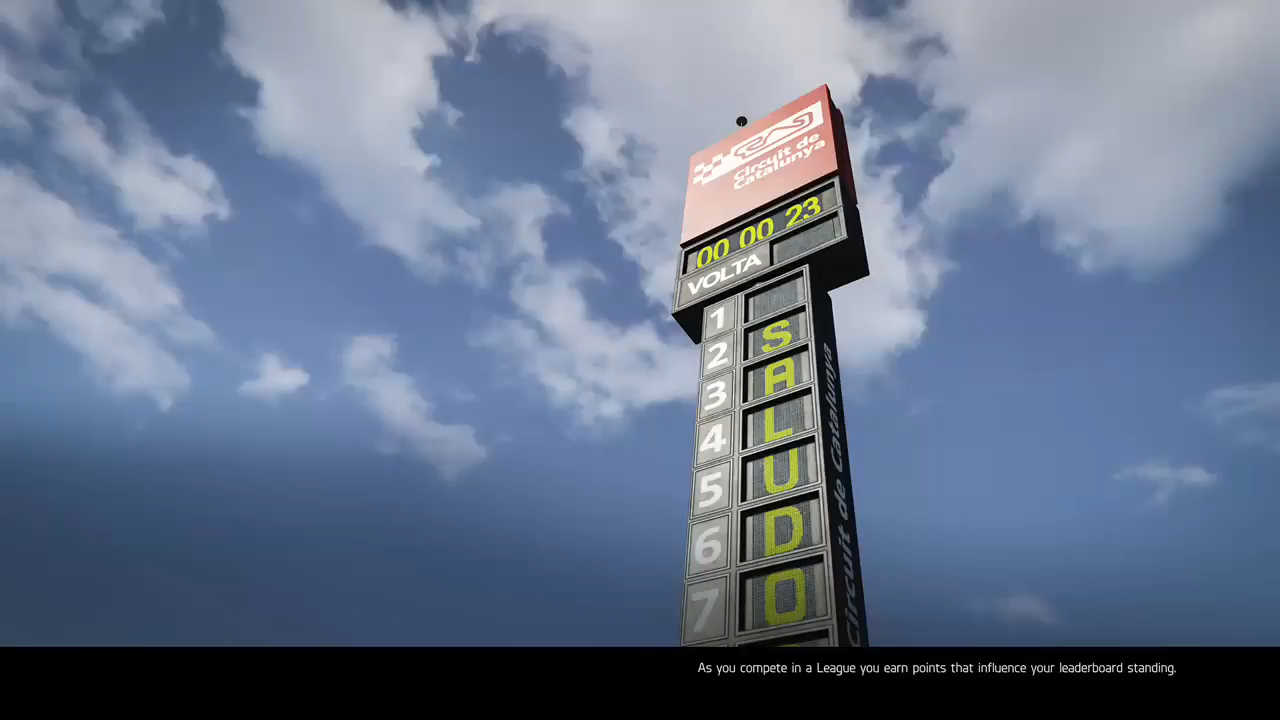 Circuit de
Catalunya
00 00 23
VOLTA
1
2 S
3 A
4 L
5 U
6 D
7 O
Circuit de Catalunya
As you compete in a League you earn points that influence your leaderboard standing.